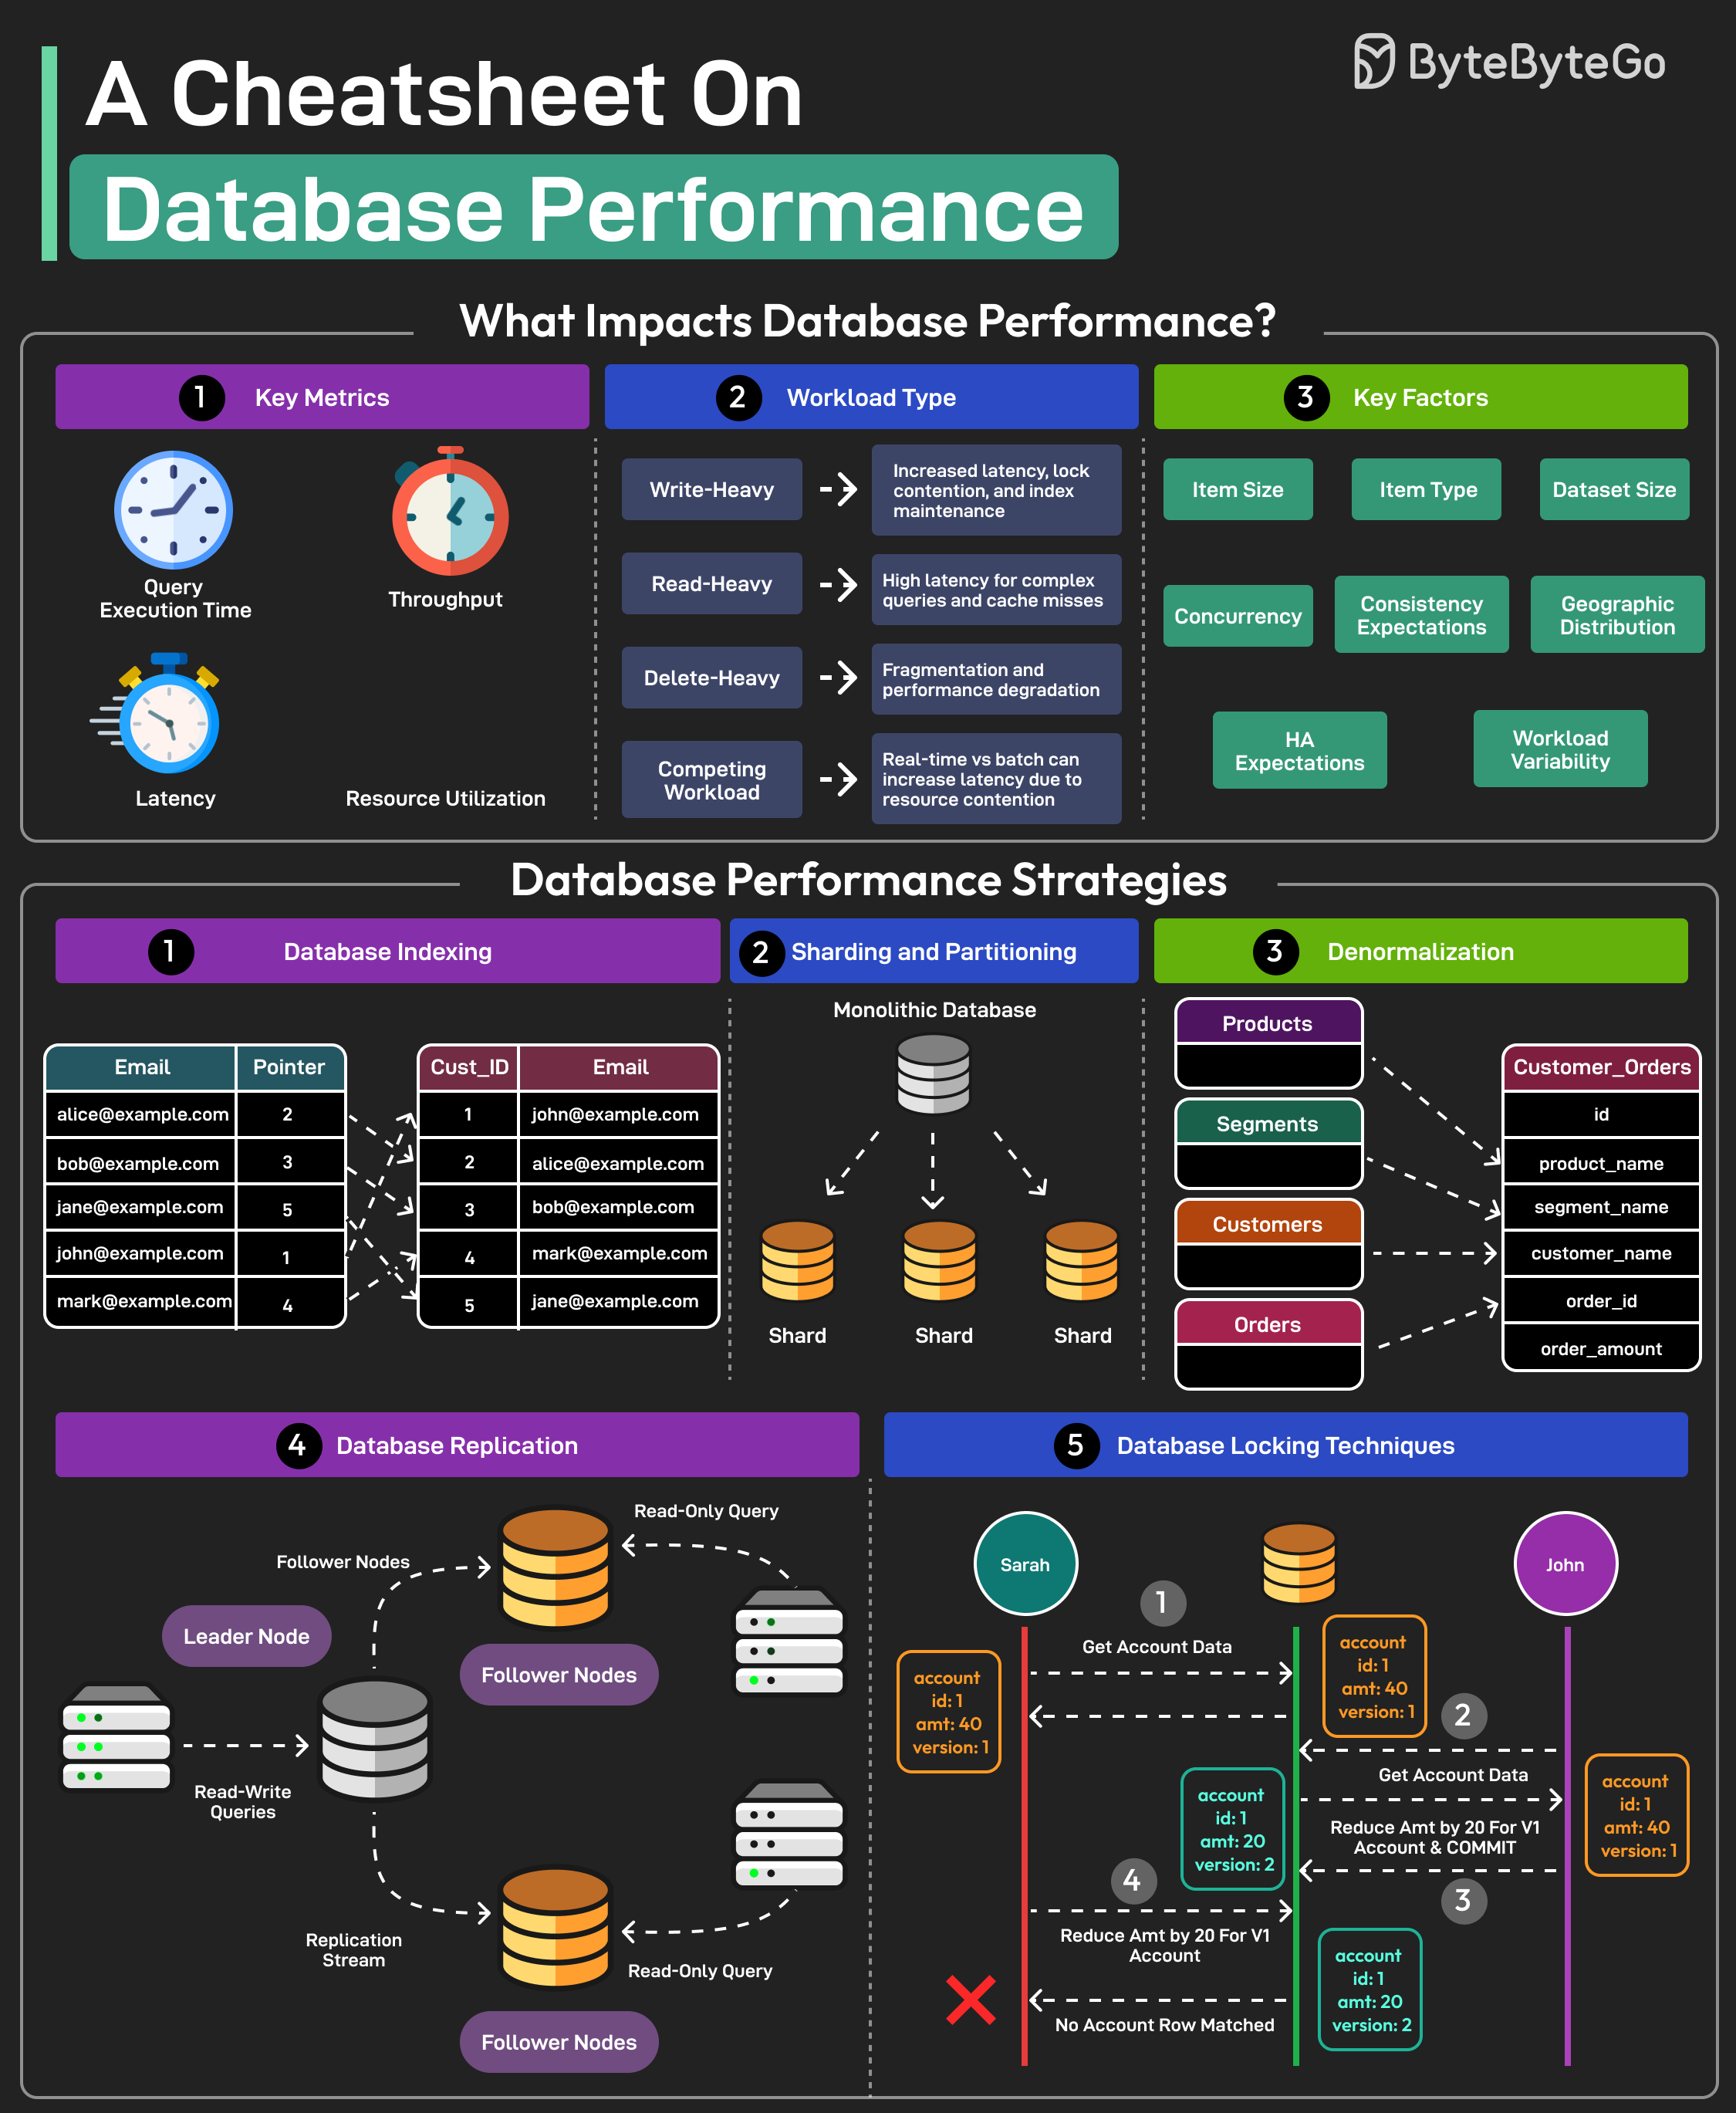 A Cheatsheet On
Database Performance
ByteByteGo
What Impacts Database Performance?
1 Key Metrics
Query
Execution Time
Throughput
Latency
Resource Utilization
2 Workload Type
Write-Heavy
Increased latency, lock
contention, and index
maintenance
Read-Heavy
High latency for complex
queries and cache misses
Delete-Heavy
Fragmentation and
performance degradation
Competing
Workload
Real-time vs batch can
increase latency due to
resource contention
3 Key Factors
Item Size
Item Type
Dataset Size
Concurrency
Consistency
Expectations
Geographic
Distribution
HA
Expectations
Workload
Variability
Database Performance Strategies
1 Database Indexing
Email Pointer
alice@example.com 2
bob@example.com 3
jane@example.com 5
john@example.com 1
mark@example.com 4
Cust_ID Email
1 john@example.com
2 alice@example.com
3 bob@example.com
4 mark@example.com
5 jane@example.com
2 Sharding and Partitioning
Monolithic Database
Shard Shard Shard
3 Denormalization
Products
Segments
Customers
Orders
Customer_Orders
id
product_name
segment_name
customer_name
order_id
order_amount
4 Database Replication
Read-Only Query
Follower Nodes
Leader Node
Follower Nodes
Read-Write
Queries
Replication
Stream
Read-Only Query
Follower Nodes
5 Database Locking Techniques
Sarah
John
1
Get Account Data
account
id: 1
amt: 40
version: 1
account
id: 1
amt: 40
version: 1
2
Get Account Data
account
id: 1
amt: 40
version: 1
Reduce Amt by 20 For V1
Account & COMMIT
account
id: 1
amt: 20
version: 2
3
4
Reduce Amt by 20 For V1
Account
account
id: 1
amt: 20
version: 2
No Account Row Matched